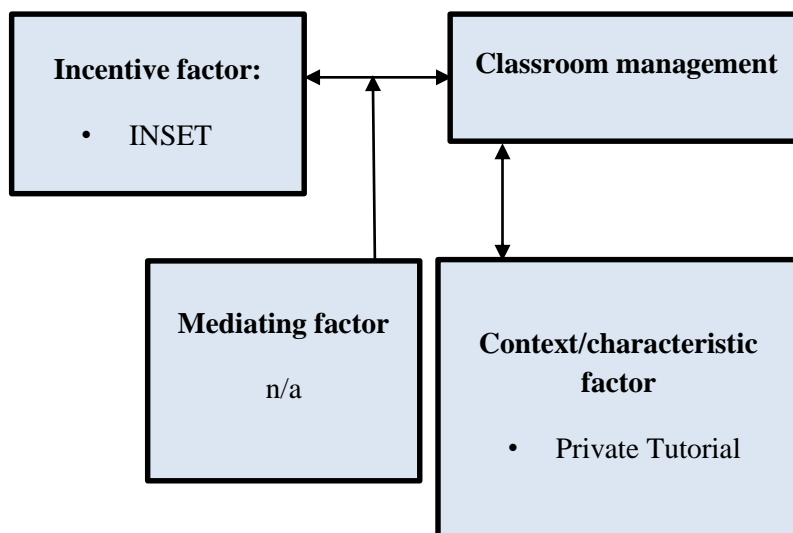 Incentive factor:
• INSET
Classroom management
Mediating factor
n/a
Context/characteristic
factor
• Private Tutorial